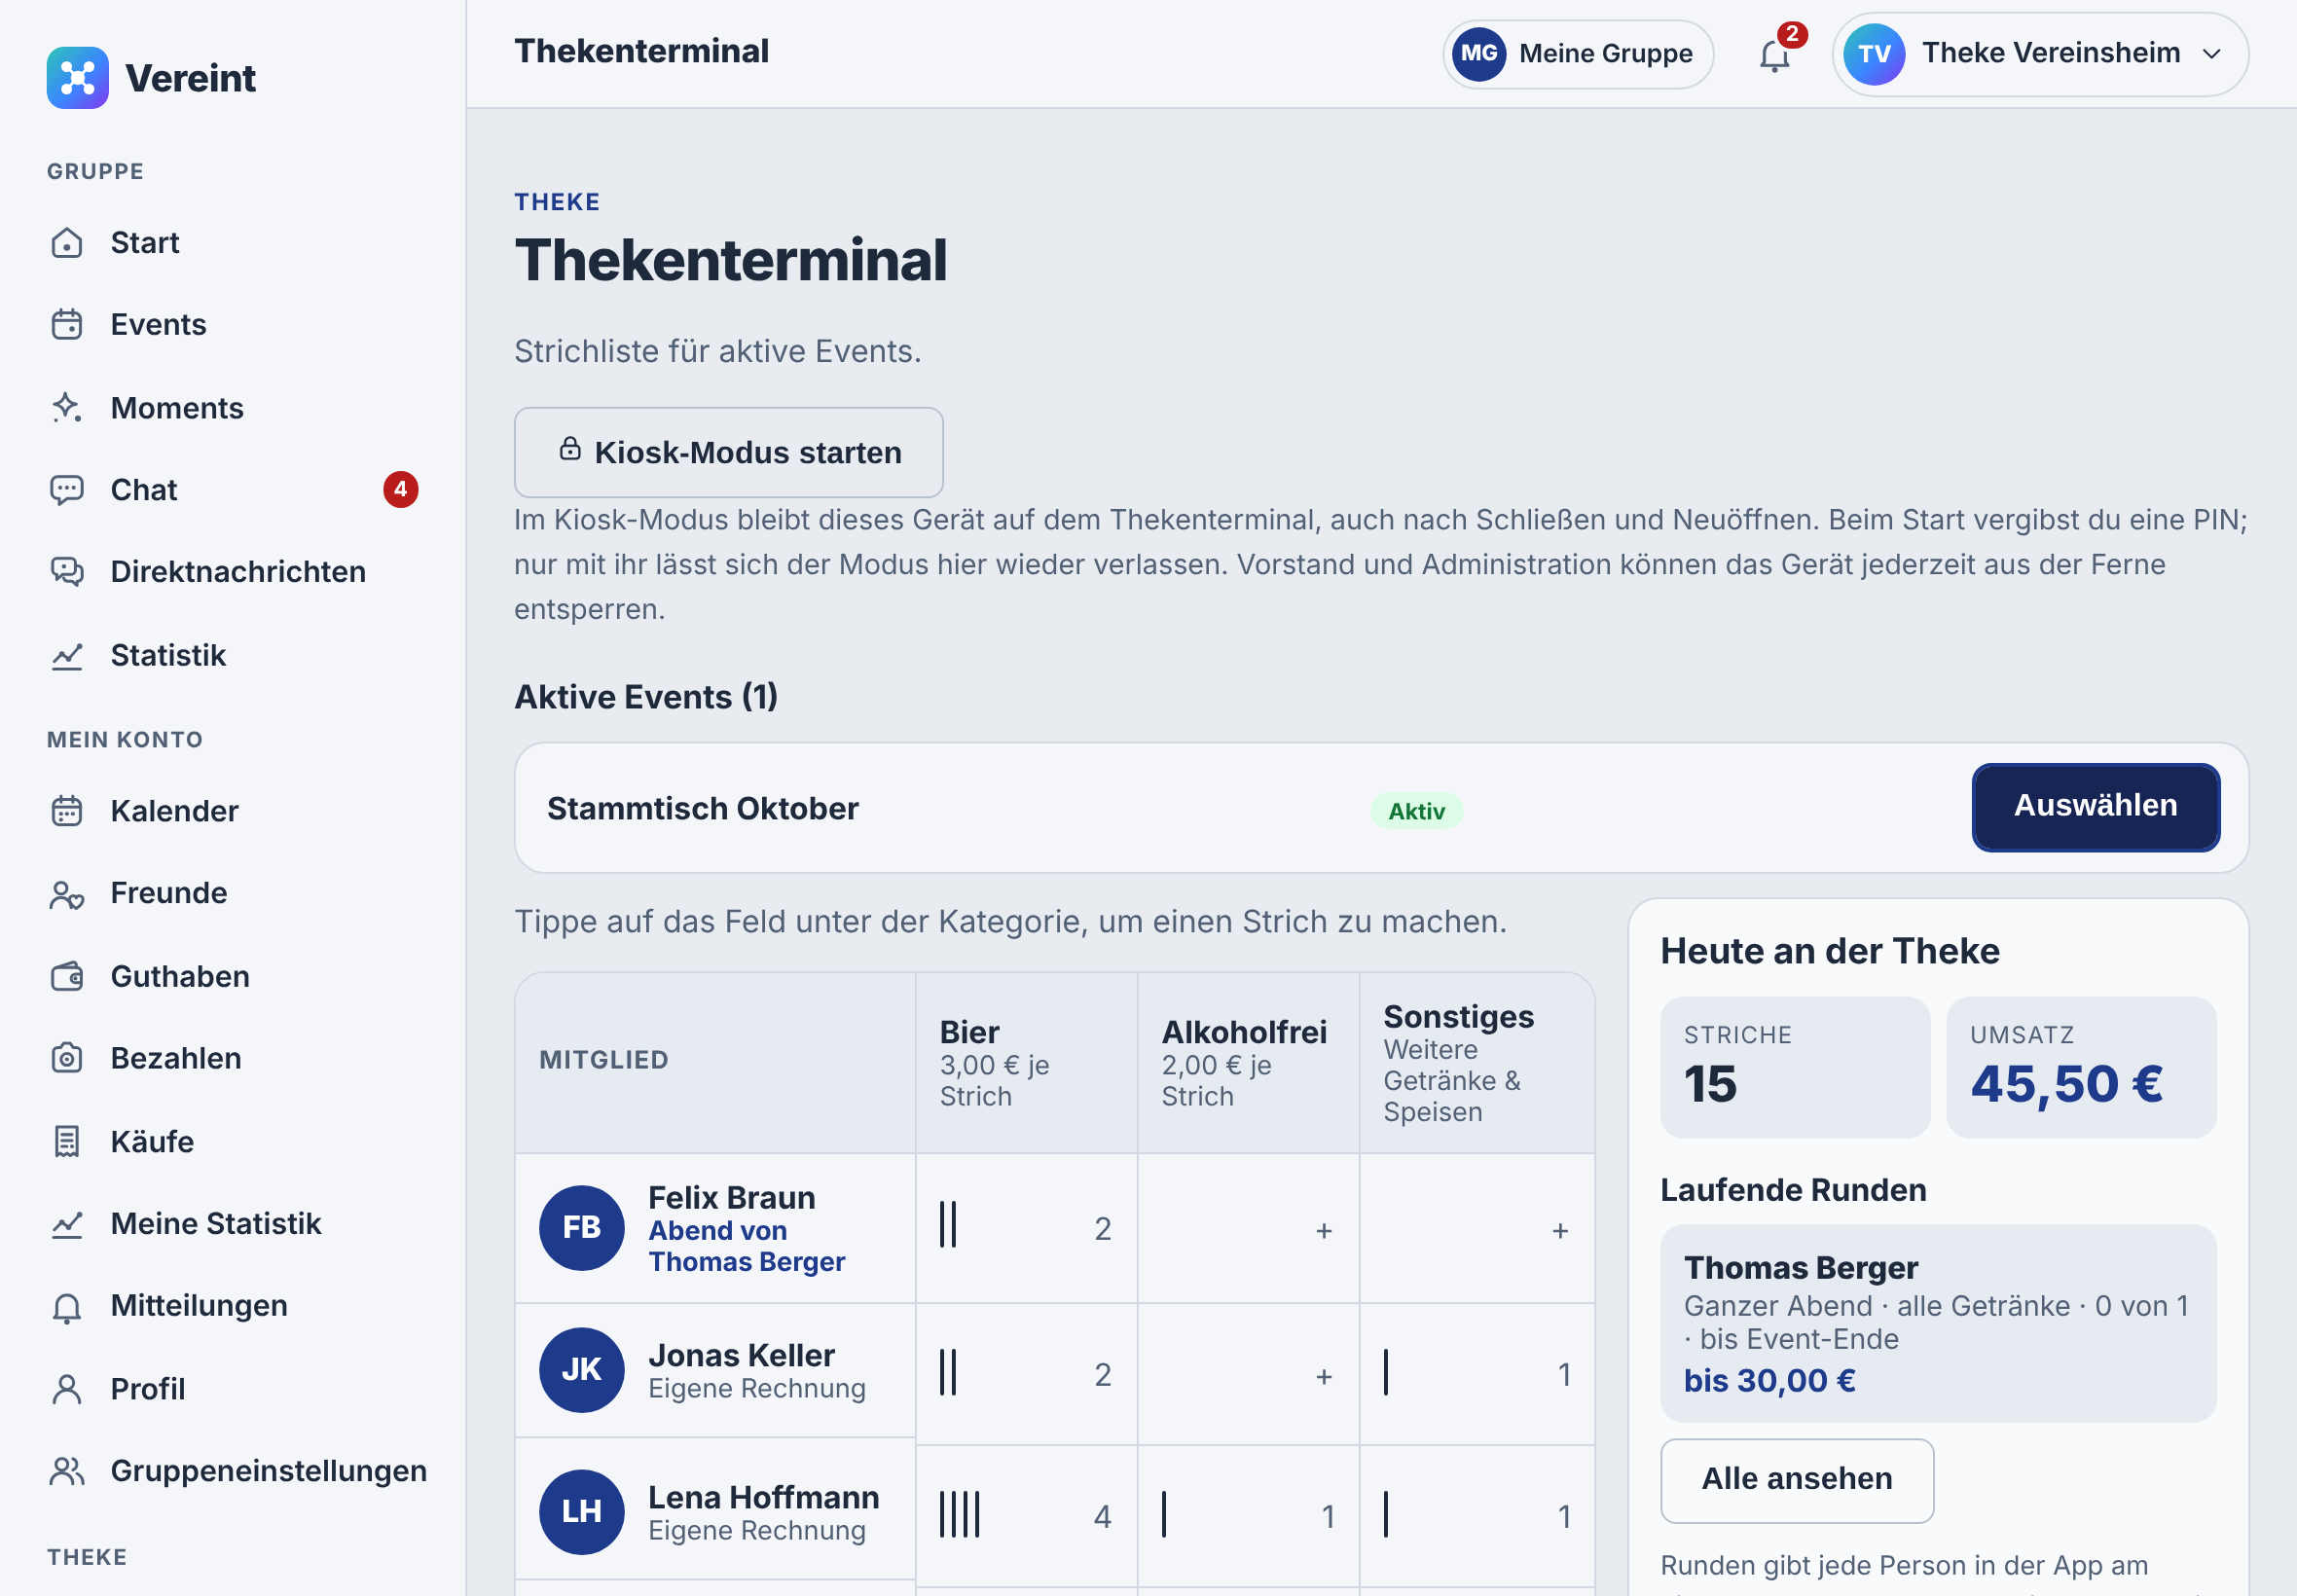 Vereint
GRUPPE
Start
Events
Moments
Chat
4
Direktnachrichten
Statistik
MEIN KONTO
Kalender
Freunde
Guthaben
Bezahlen
Käufe
Meine Statistik
Mitteilungen
Profil
Gruppeneinstellungen
THEKE
Thekenterminal
MG
Meine Gruppe
2
TV
Theke Vereinsheim
THEKE
Thekenterminal
Strichliste für aktive Events.
Kiosk-Modus starten
Im Kiosk-Modus bleibt dieses Gerät auf dem Thekenterminal, auch nach Schließen und Neuöffnen. Beim Start vergibst du eine PIN;
nur mit ihr lässt sich der Modus hier wieder verlassen. Vorstand und Administration können das Gerät jederzeit aus der Ferne
entsperren.
Aktive Events (1)
Stammtisch Oktober
Aktiv
Auswählen
Tippe auf das Feld unter der Kategorie, um einen Strich zu machen.
MITGLIED
Bier
3,00 € je
Strich
Alkoholfrei
2,00 € je
Strich
Sonstiges
Weitere
Getränke &
Speisen
FB
Felix Braun
Abend von
Thomas Berger
2
+
+
JK
Jonas Keller
Eigene Rechnung
2
+
1
LH
Lena Hoffmann
Eigene Rechnung
4
1
1
Heute an der Theke
STRICHE
15
UMSATZ
45,50 €
Laufende Runden
Thomas Berger
Ganzer Abend · alle Getränke · 0 von 1
· bis Event-Ende
bis 30,00 €
Alle ansehen
Runden gibt jede Person in der App am